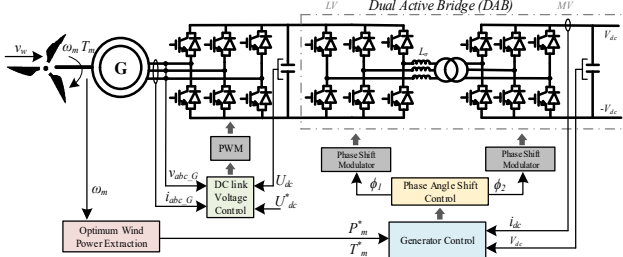 LV
Dual Active Bridge (DAB)
MV
v_w
ω_m T_m
G
L_σ
V_dc
-V_dc
PWM
Phase Shift
Modulator
Phase Shift
Modulator
v_abc_G
i_abc_G
DC link
Voltage
Control
U_dc
U*_dc
ϕ_1
Phase Angle Shift
Control
ϕ_2
ω_m
Optimum Wind
Power Extraction
P*_m
T*_m
Generator Control
i_dc
V_dc